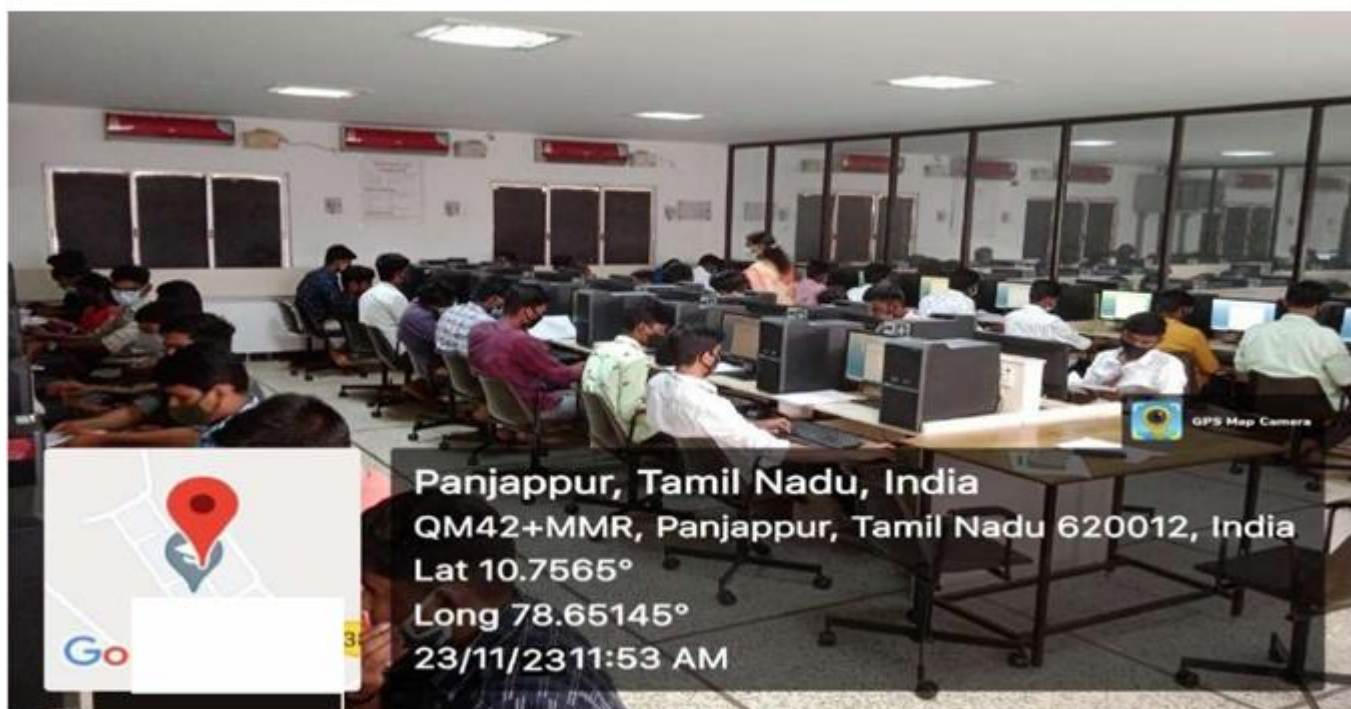 GPS Map Camera
Panjappur, Tamil Nadu, India
QM42+MMR, Panjappur, Tamil Nadu 620012, India
Lat 10.7565°
Long 78.65145°
23/11/2311:53 AM
Go